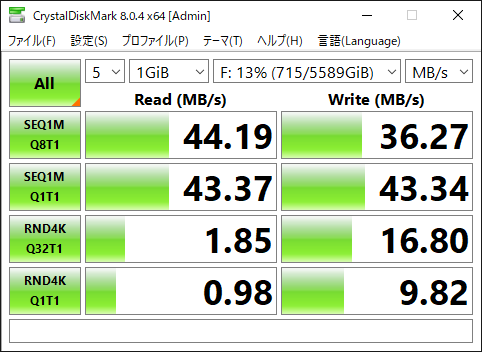 CrystalDiskMark 8.0.4 x64 [Admin]
ファイル(F) 設定(S) プロファイル(P) テーマ(T) ヘルプ(H) 言語(Language)
All 5 1GiB F: 13% (715/5589GiB) MB/s
Read (MB/s) Write (MB/s)
SEQ1M
Q8T1 44.19 36.27
SEQ1M
Q1T1 43.37 43.34
RND4K
Q32T1 1.85 16.80
RND4K
Q1T1 0.98 9.82